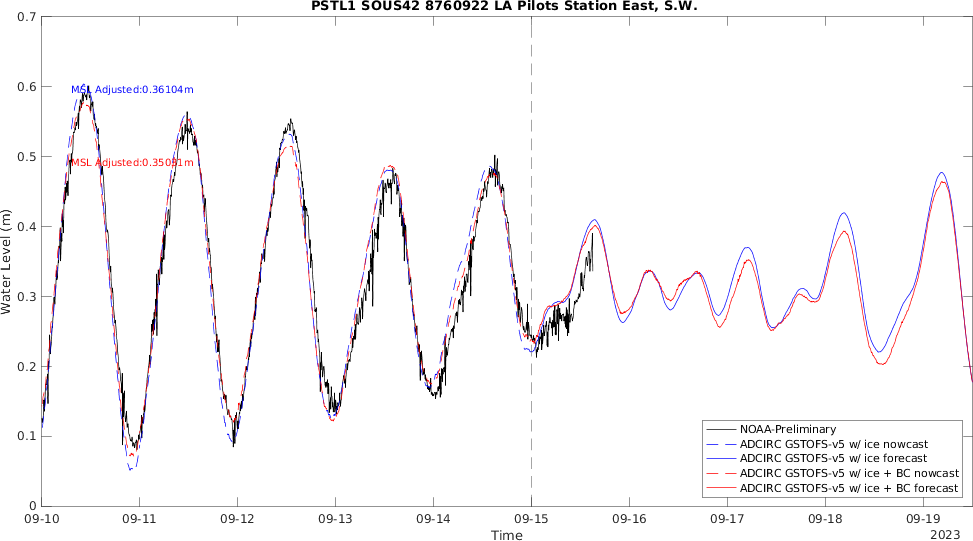 PSTL1 SOUS42 8760922 LA Pilots Station East, S.W.
0.7
0.6
0.5
0.4
0.3
0.2
0.1
0
Water Level (m)
MSL Adjusted:0.36104m
MSL Adjusted:0.35031m
NOAA-Preliminary
ADCIRC GSTOFS-v5 w/ ice nowcast
ADCIRC GSTOFS-v5 w/ ice forecast
ADCIRC GSTOFS-v5 w/ ice + BC nowcast
ADCIRC GSTOFS-v5 w/ ice + BC forecast
09-10 09-11 09-12 09-13 09-14 09-15 09-16 09-17 09-18 09-19
Time
2023